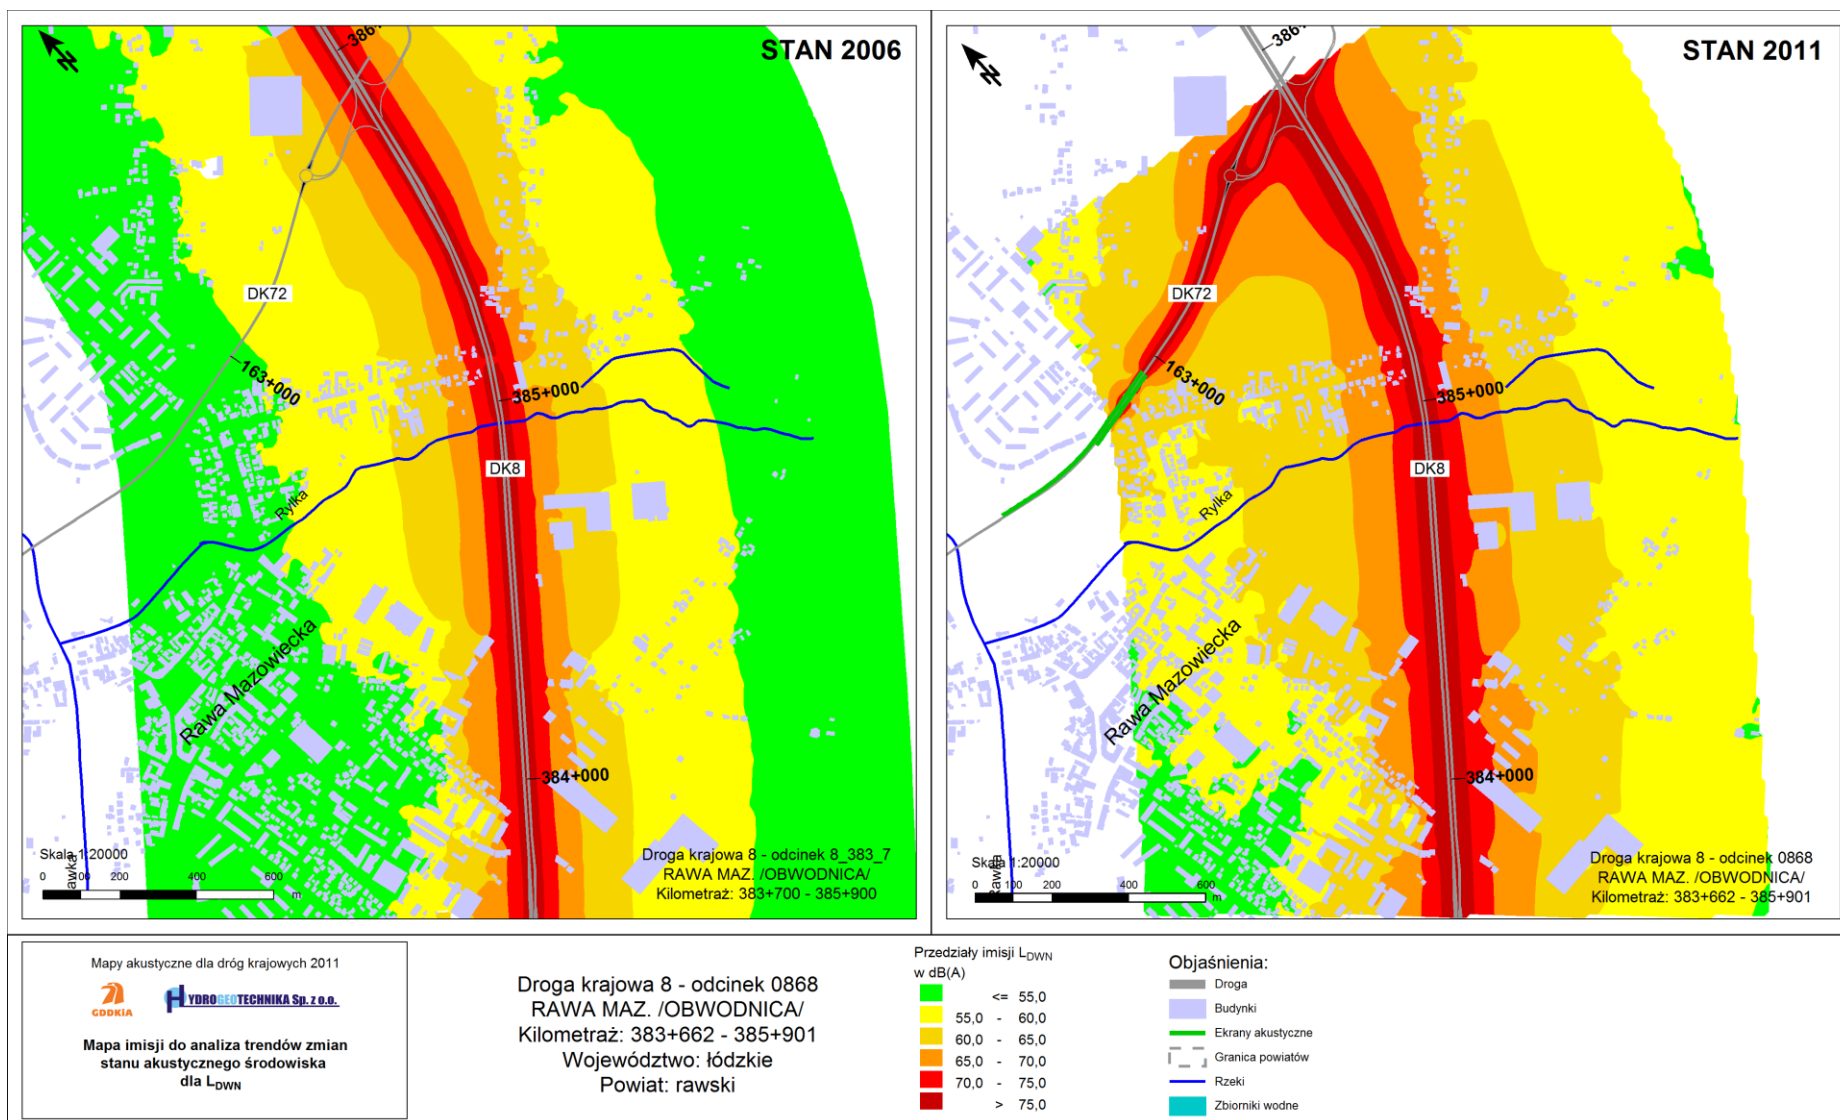 N
STAN 2006
386+
DK72
163+000
385+000
DK8
Rylka
Rawa Mazowiecka
384+000
Skala 1:20000
0 100 200 400 600
m
Droga krajowa 8 - odcinek 8_383_7
RAWA MAZ. /OBWODNICA/
Kilometraż: 383+700 - 385+900
N
STAN 2011
386+
DK72
163+000
385+000
DK8
Rylka
Rawa Mazowiecka
384+000
Skala 1:20000
0 100 200 400 600
m
Droga krajowa 8 - odcinek 0868
RAWA MAZ. /OBWODNICA/
Kilometraż: 383+662 - 385+901
Mapy akustyczne dla dróg krajowych 2011
GDDKiA
HYDROGEOTECHNIKA Sp. z o.o.
Mapa imisji do analiza trendów zmian
stanu akustycznego środowiska
dla LDWN
Droga krajowa 8 - odcinek 0868
RAWA MAZ. /OBWODNICA/
Kilometraż: 383+662 - 385+901
Województwo: łódzkie
Powiat: rawski
Przedziały imisji LDWN
w dB(A)
<= 55,0
55,0 - 60,0
60,0 - 65,0
65,0 - 70,0
70,0 - 75,0
> 75,0
Objaśnienia:
Droga
Budynki
Ekrany akustyczne
Granica powiatów
Rzeki
Zbiorniki wodne